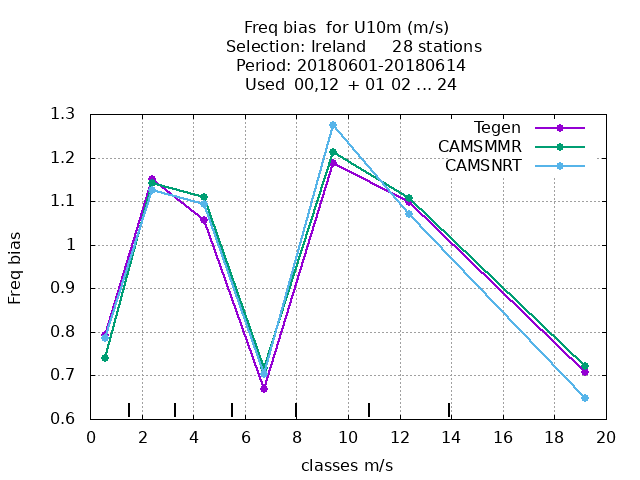 Freq bias  for U10m (m/s)
Selection: Ireland     28 stations
Period: 20180601-20180614
Used  00,12  + 01 02 ... 24
Tegen
CAMSMMR
CAMSNRT
Freq bias
1.3
1.2
1.1
1
0.9
0.8
0.7
0.6
0 2 4 6 8 10 12 14 16 18 20
classes m/s